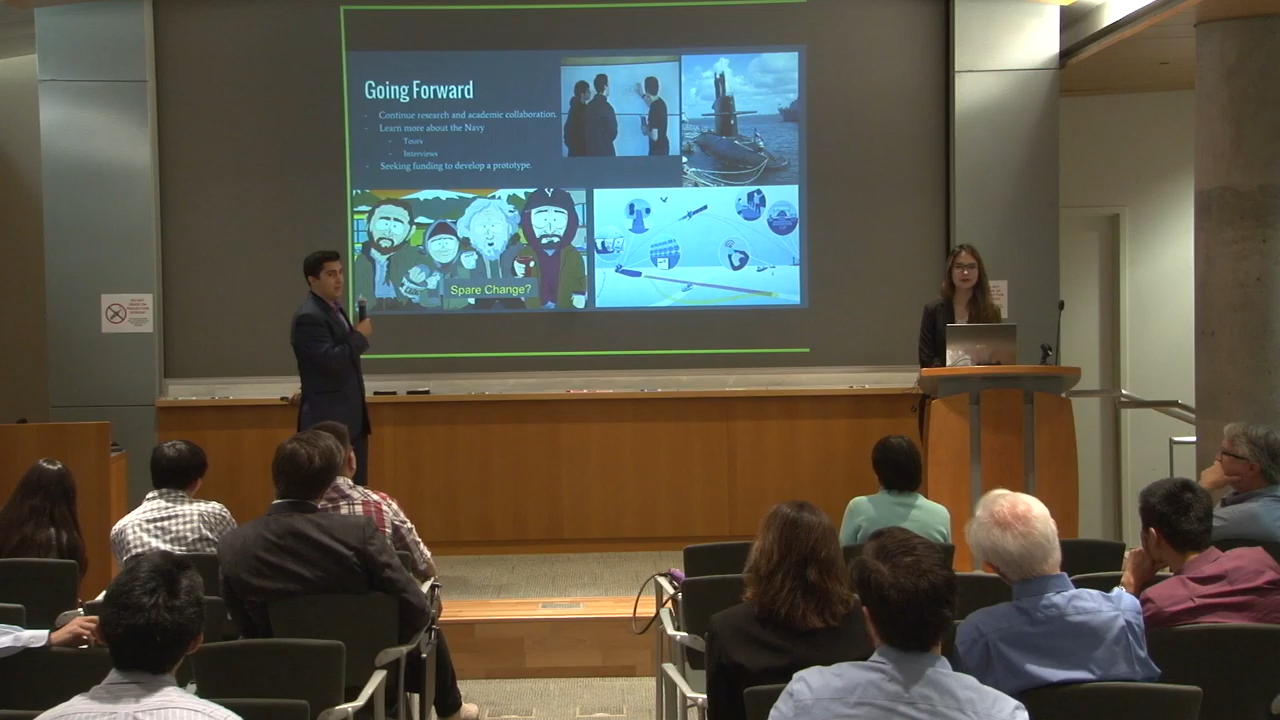 Going Forward
- Continue research and academic collaboration.
- Learn more about the Navy
- Tours
- Interviews
- Seeking funding to develop a prototype.
Y
Spare Change?